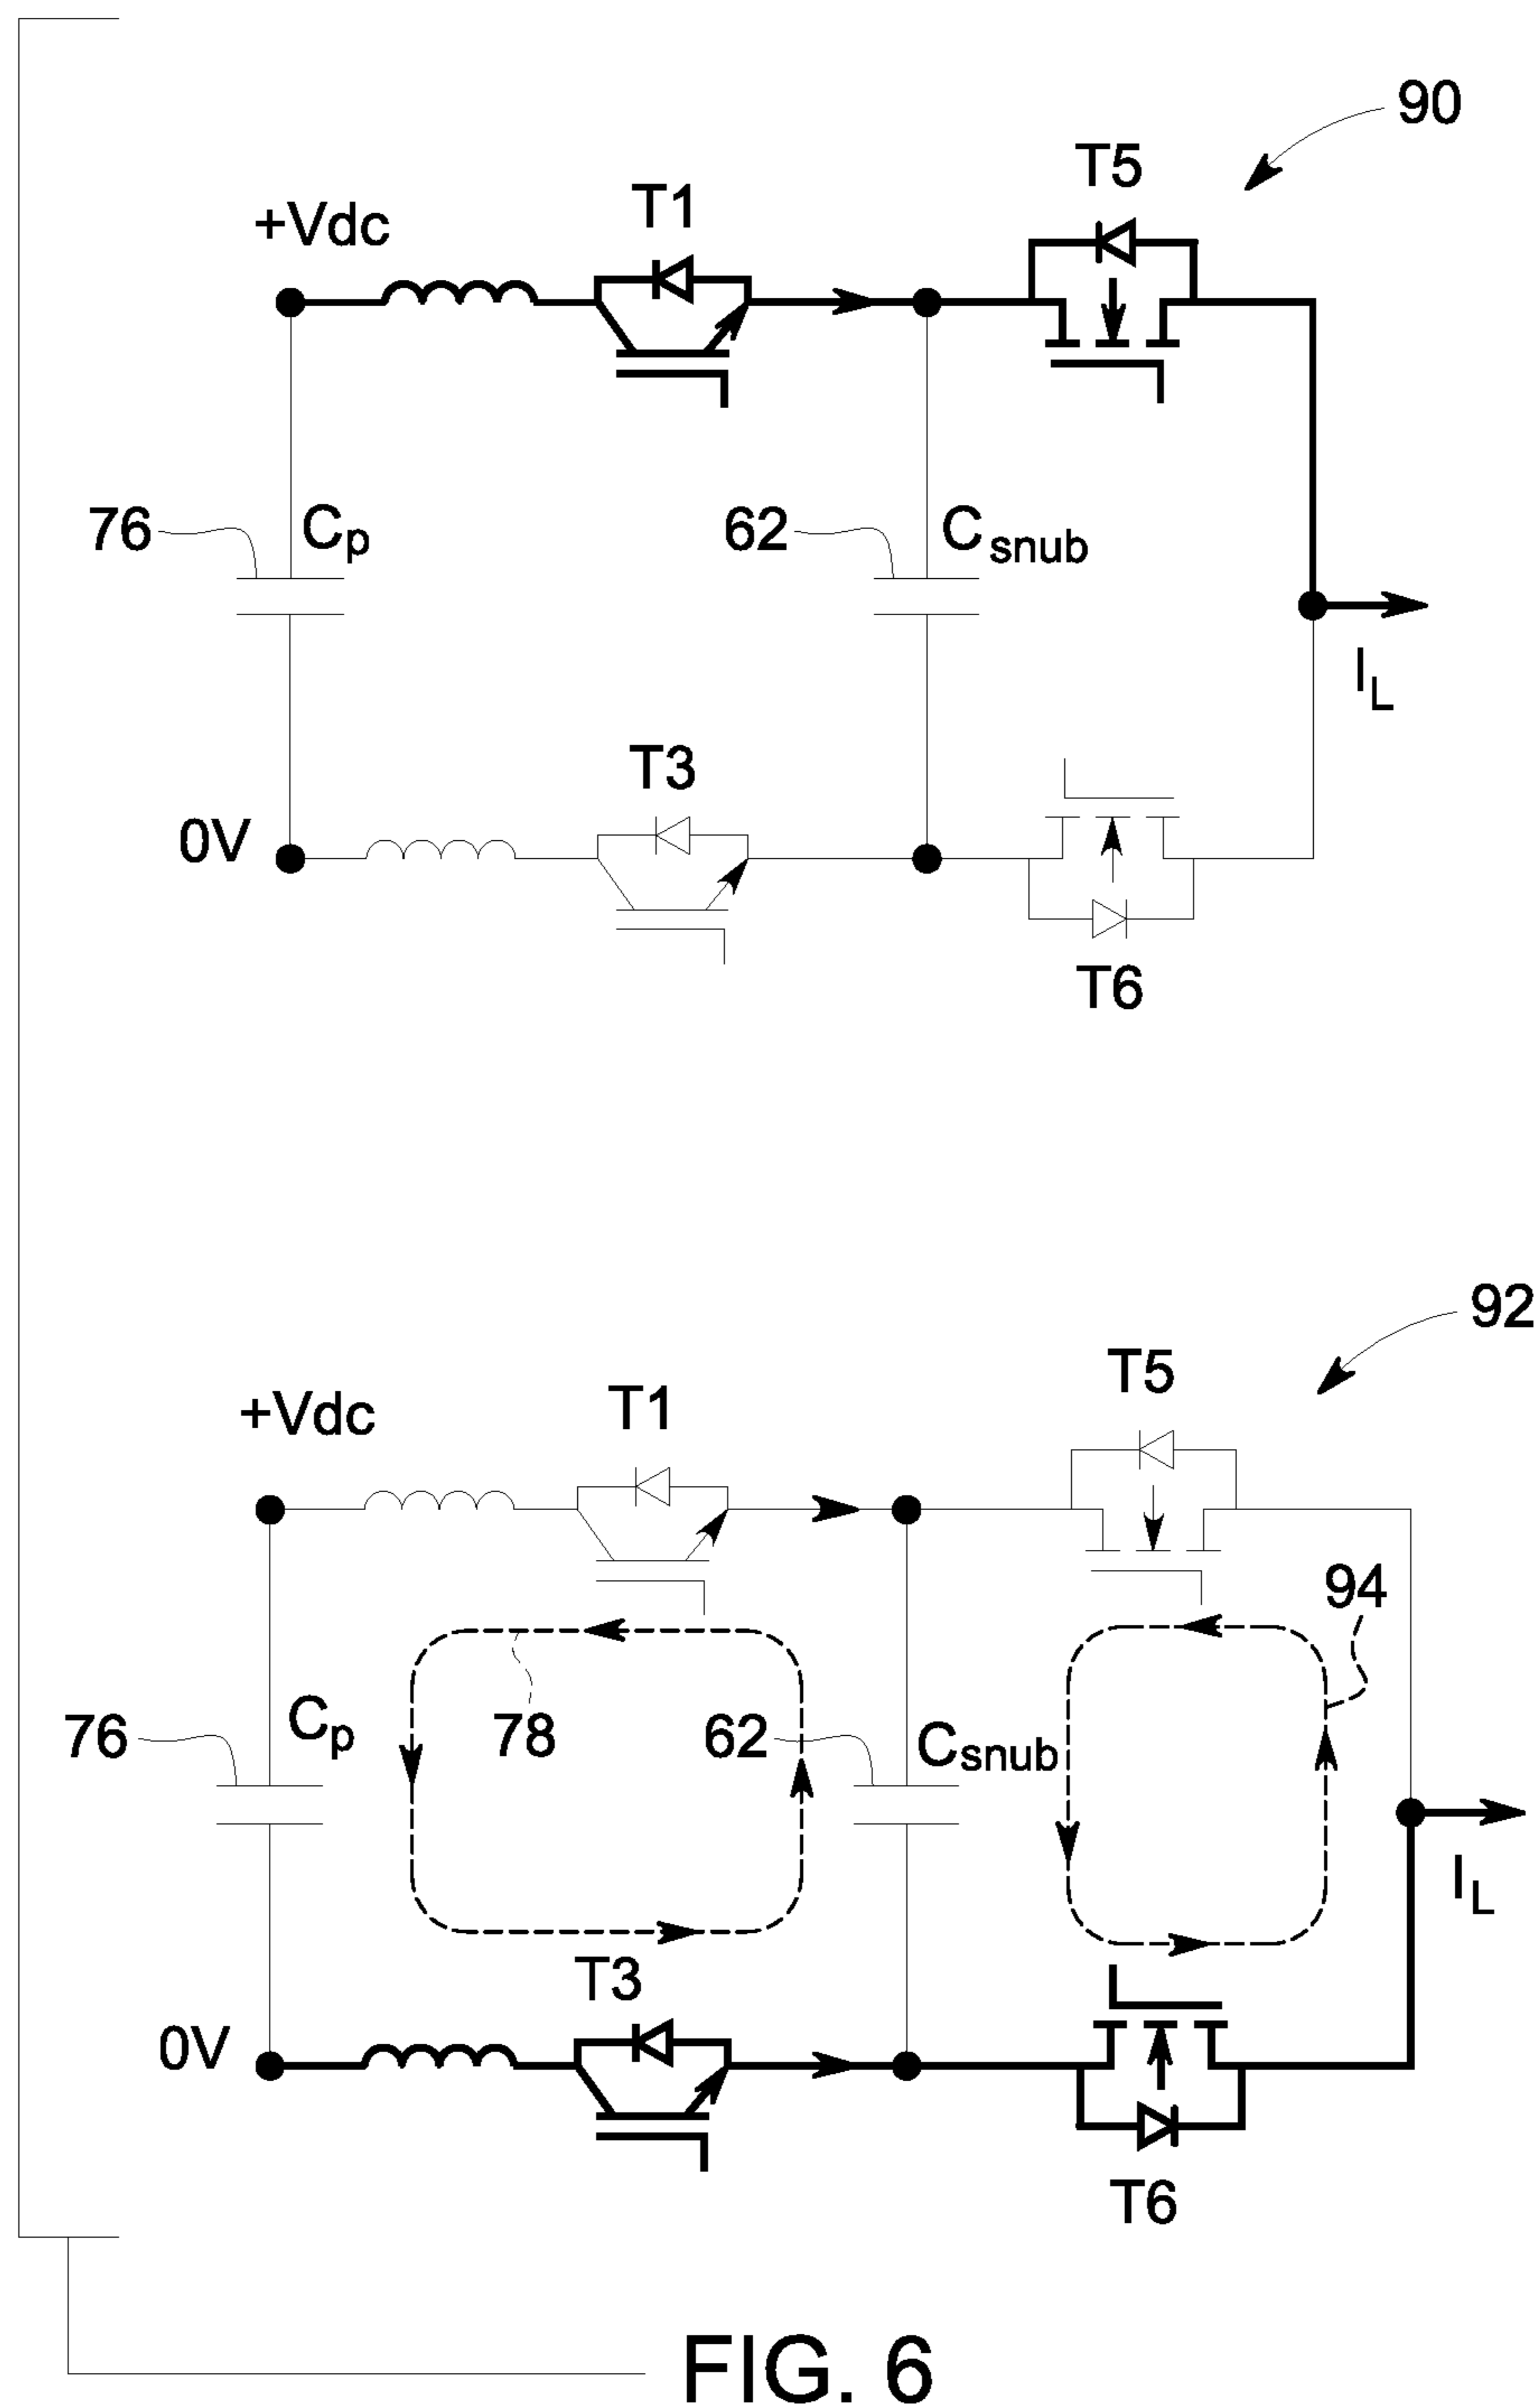 90
T5
T1
+Vdc
76
Cp
62
Csnub
IL
T3
0V
T6
92
T5
T1
+Vdc
94
76
Cp
78
62
Csnub
IL
T3
0V
T6
FIG. 6